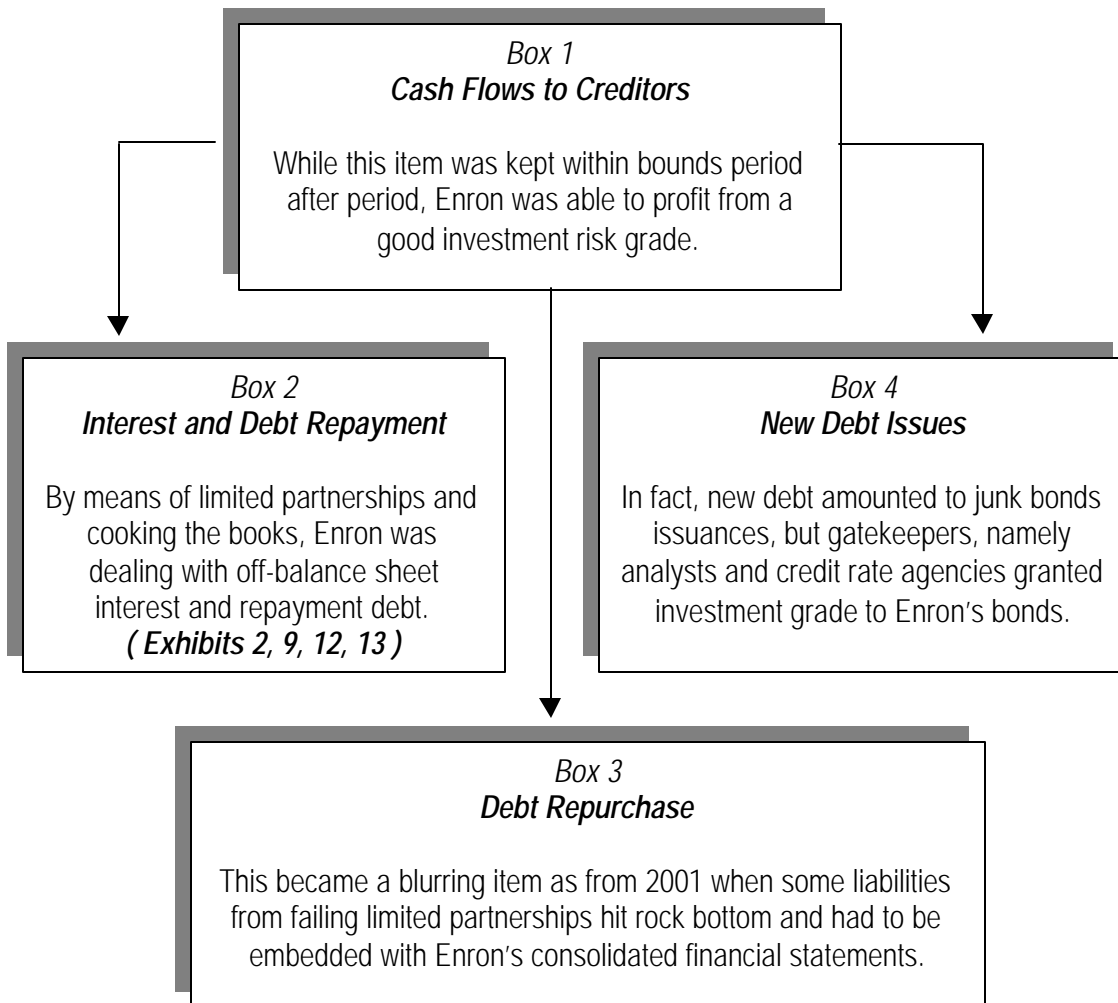 Box 1
Cash Flows to Creditors
While this item was kept within bounds period
after period, Enron was able to profit from a
good investment risk grade.
Box 2
Interest and Debt Repayment
By means of limited partnerships and
cooking the books, Enron was
dealing with off-balance sheet
interest and repayment debt.
( Exhibits 2, 9, 12, 13 )
Box 4
New Debt Issues
In fact, new debt amounted to junk bonds
issuances, but gatekeepers, namely
analysts and credit rate agencies granted
investment grade to Enron's bonds.
Box 3
Debt Repurchase
This became a blurring item as from 2001 when some liabilities
from failing limited partnerships hit rock bottom and had to be
embedded with Enron's consolidated financial statements.